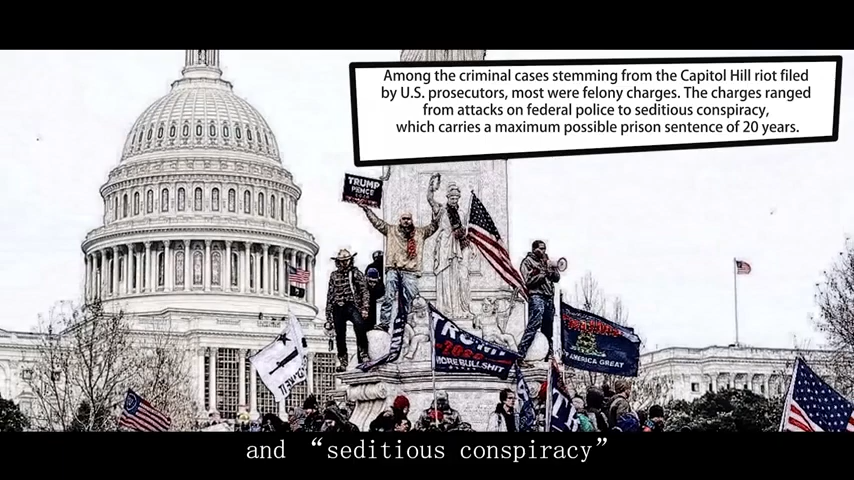 Among the criminal cases stemming from the Capitol Hill riot filed
by U.S. prosecutors, most were felony charges. The charges ranged
from attacks on federal police to seditious conspiracy,
which carries a maximum possible prison sentence of 20 years.
TRUMP
PENCE
TRUMP
MORE BULLSHIT
AMERICA GREAT
and “seditious conspiracy”